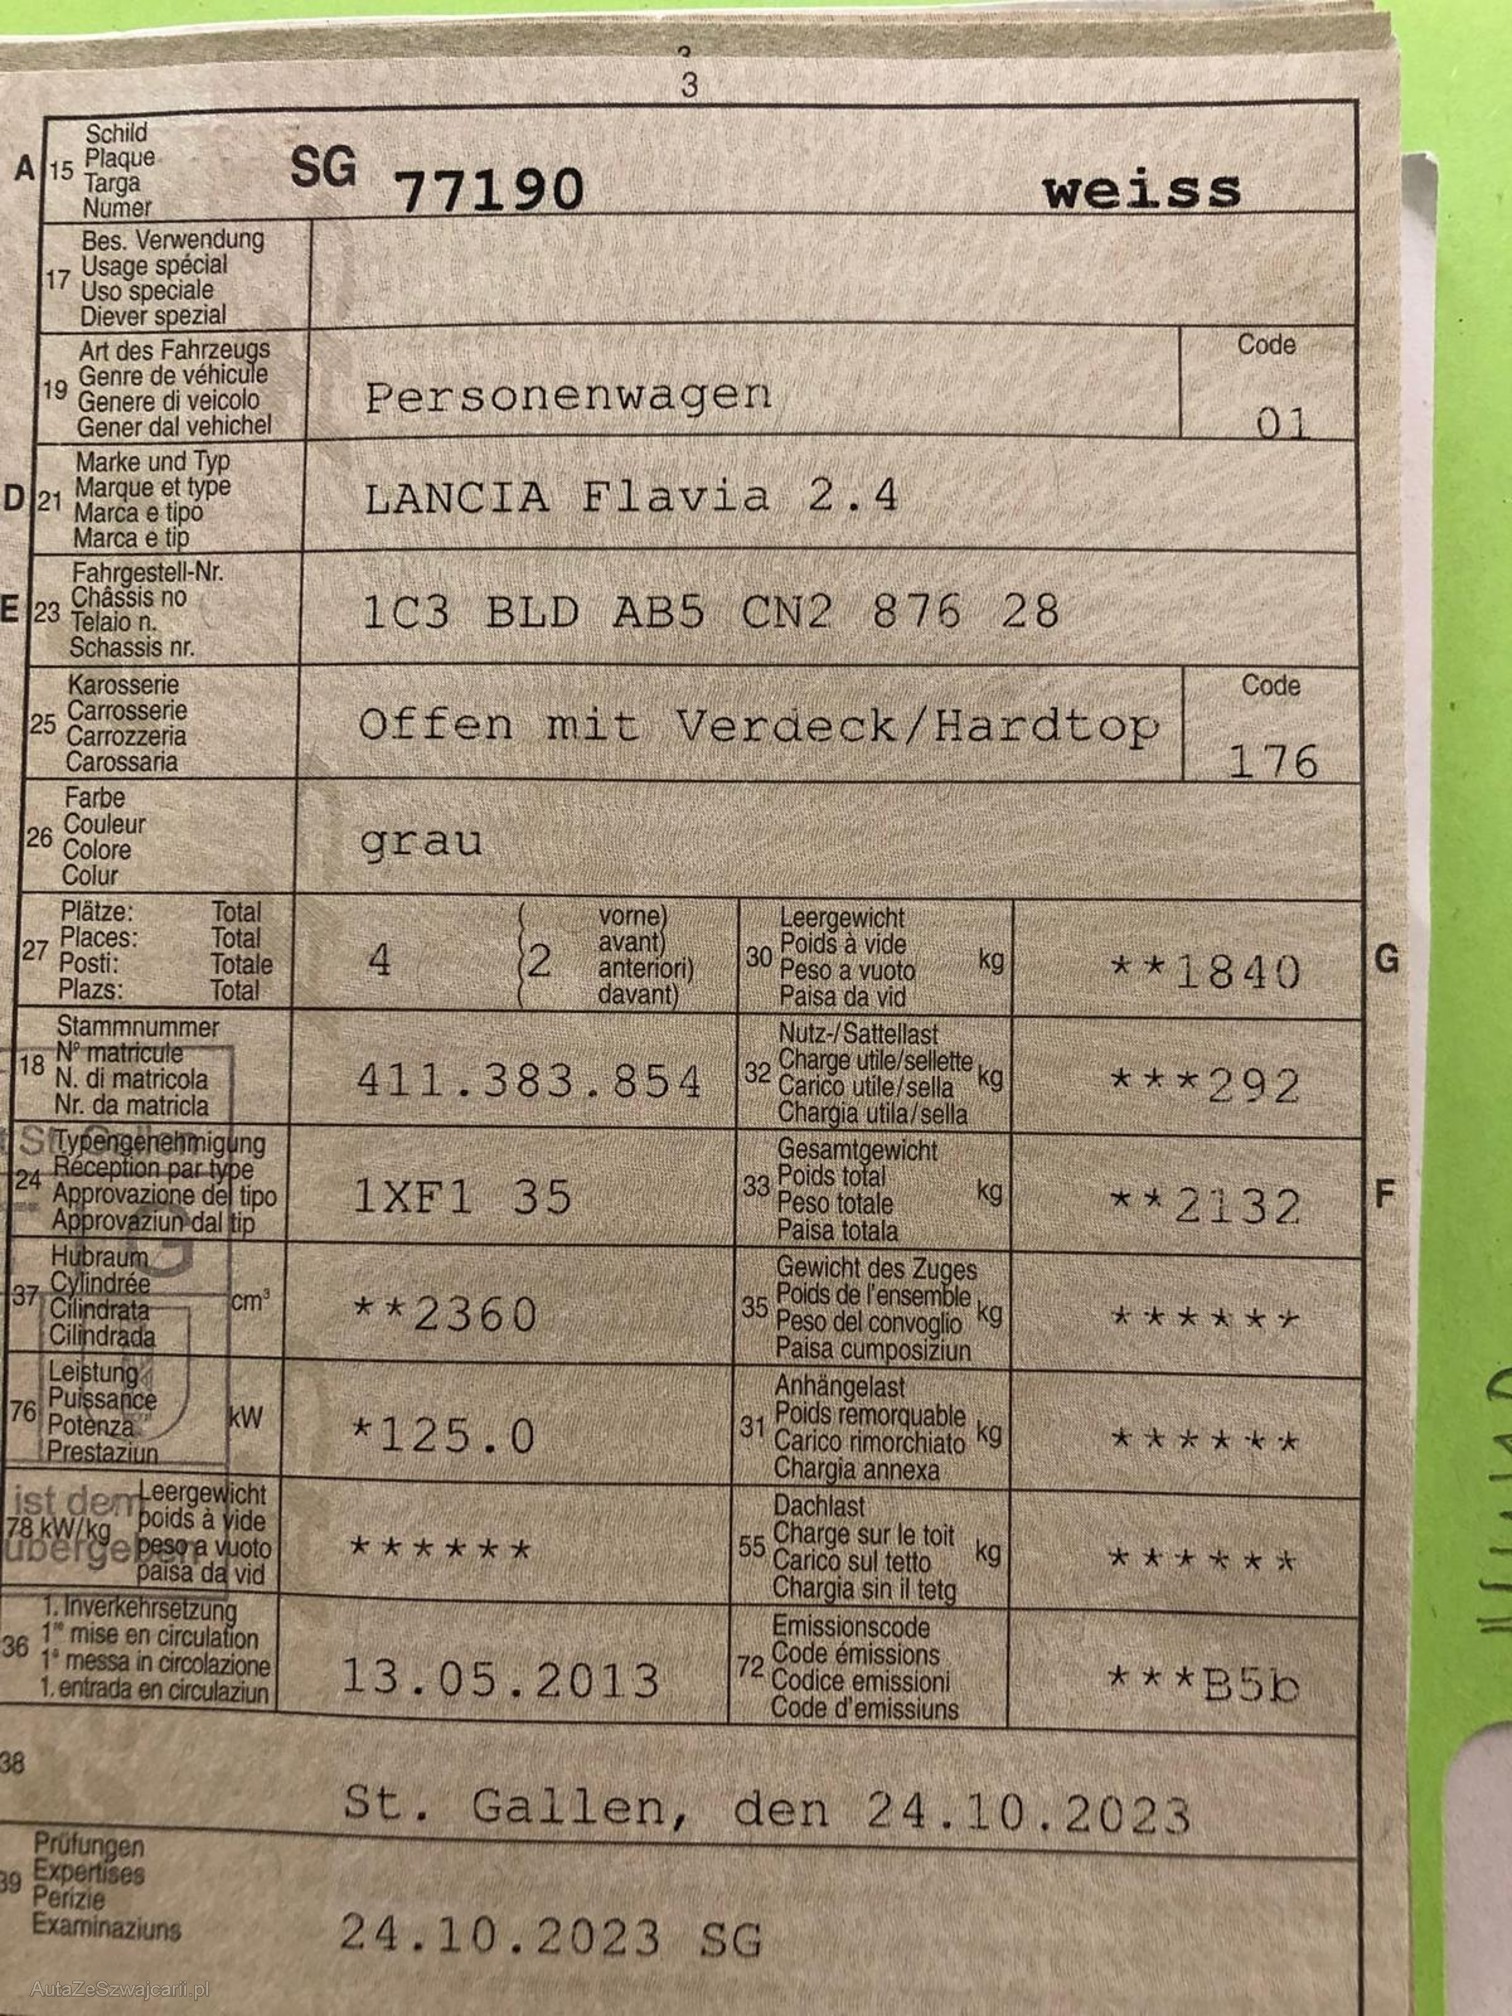 3
3
A 15 Schild
Plaque
Targa
Numer
SG 77190 weiss
17 Bes. Verwendung
Usage spécial
Uso speciale
Diever spezial
19 Art des Fahrzeugs
Genre de véhicule
Genere di veicolo
Gener dal vehichel
Personenwagen
Code
01
D 21 Marke und Typ
Marque et type
Marca e tipo
Marca e tip
LANCIA Flavia 2.4
E 23 Fahrgestell-Nr.
Châssis no
Telaio n.
Schassis nr.
1C3 BLD AB5 CN2 876 28
25 Karosserie
Carrosserie
Carrozzeria
Carossaria
Offen mit Verdeck/Hardtop
Code
176
26 Farbe
Couleur
Colore
Colur
grau
27 Plätze: Total
Places: Total
Posti: Totale
Plazs: Total
4 (2 vorne)
avant)
anteriori)
davant)
30 Leergewicht
Poids à vide
Peso a vuoto
Paisa da vid
kg
**1840
G
18 Stammnummer
N° matricule
N. di matricola
Nr. da matricla
411.383.854
32 Nutz-/Sattellast
Charge utile/sellette
Carico utile/sella
Chargia utila/sella
kg
***292
24 Typengenehmigung
Réception par type
Approvazione del tipo
Approvaziun dal tip
1XF1 35
33 Gesamtgewicht
Poids total
Peso totale
Paisa totala
kg
**2132
F
37 Hubraum
Cylindrée
Cilindrata
Cilindrada
cm³
**2360
35 Gewicht des Zuges
Poids de l'ensemble
Peso del convoglio
Paisa cumposiziun
kg
******
76 Leistung
Puissance
Potenza
Prestaziun
kW
*125.0
31 Anhängelast
Poids remorquable
Carico rimorchiato
Chargia annexa
kg
******
78 kW/kg Leergewicht
poids à vide
peso a vuoto
paisa da vid
******
ist dem
übergeben
55 Dachlast
Charge sur le toit
Carico sul tetto
Chargia sin il tetg
kg
******
36 1. Inverkehrsetzung
1re mise en circulation
1a messa in circolazione
1. entrada en circulaziun
13.05.2013
72 Emissionscode
Code émissions
Codice emissioni
Code d'emissiuns
***B5b
38
St. Gallen, den 24.10.2023
39 Prüfungen
Expertises
Perizie
Examinaziuns
24.10.2023 SG
AutaZeSzwajcarii.pl